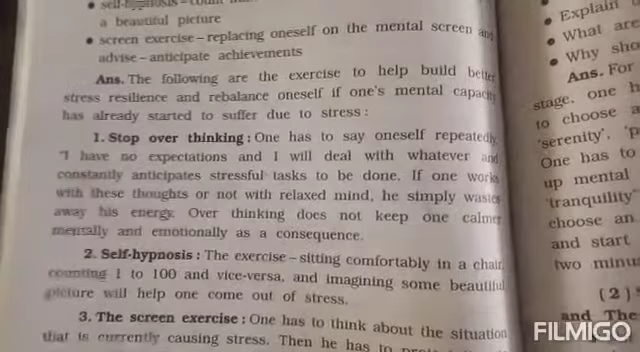 • self-hypnosis – count
a beautiful picture
• screen exercise – replacing oneself on the mental screen and
advise – anticipate achievements
Ans. The following are the exercise to help build better
stress resilience and rebalance oneself if one's mental capacity
has already started to suffer due to stress :
1. Stop over thinking : One has to say oneself repeatedly,
"I have no expectations and I will deal with whatever and
constantly anticipates stressful tasks to be done. If one works
with these thoughts or not with relaxed mind, he simply wastes
away his energy. Over thinking does not keep one calmer
mentally and emotionally as a consequence.
2. Self-hypnosis : The exercise – sitting comfortably in a chair,
counting 1 to 100 and vice-versa, and imagining some beautiful
picture will help one come out of stress.
3. The screen exercise : One has to think about the situation
that is currently causing stress. Then he has to
• Explain
• What are
• Why
Ans. For
stage, one h
to choose a
'serenity', 'p
One has to
up mental
'tranquility'
choose an
and start
two minu
(2)
and The
FILMIGO